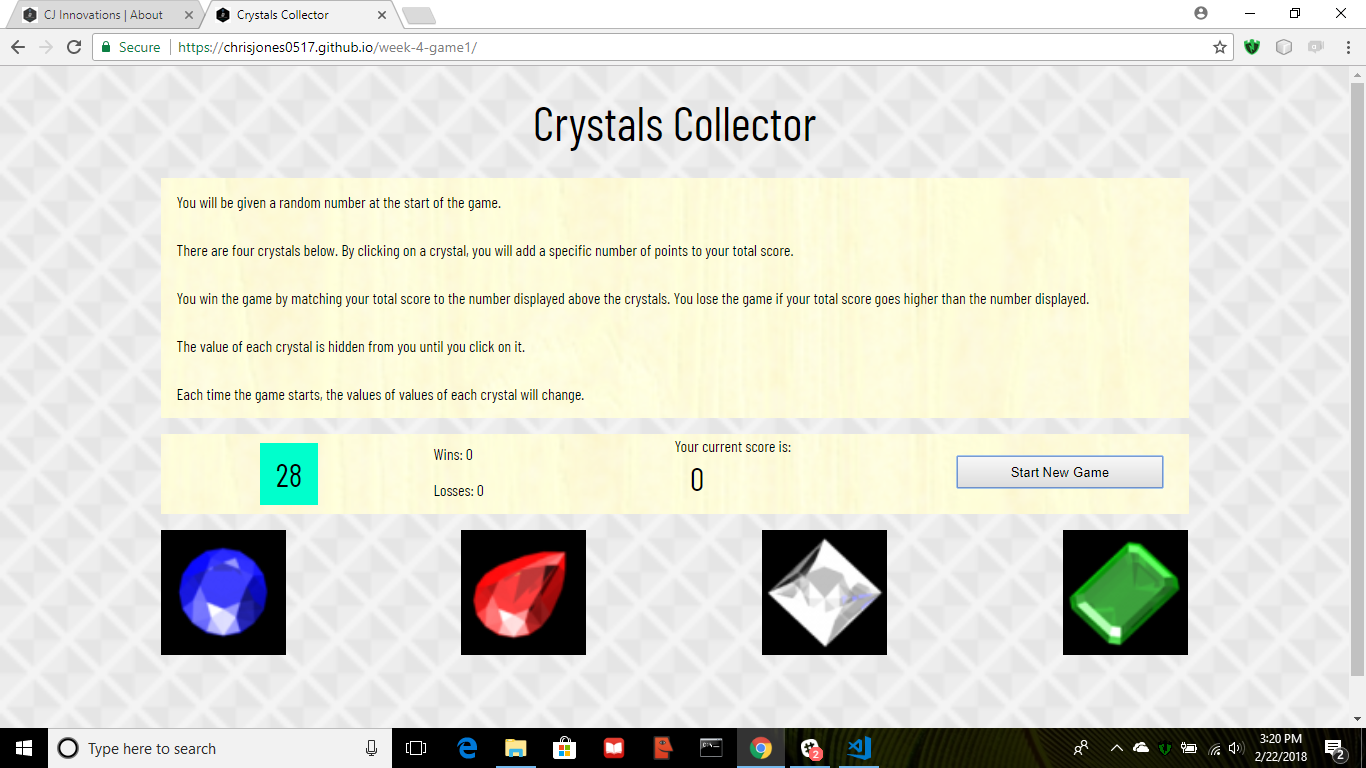 CJ Innovations | About
Crystals Collector
Secure
https://chrisjones0517.github.io/week-4-game1/
Crystals Collector
You will be given a random number at the start of the game.
There are four crystals below. By clicking on a crystal, you will add a specific number of points to your total score.
You win the game by matching your total score to the number displayed above the crystals. You lose the game if your total score goes higher than the number displayed.
The value of each crystal is hidden from you until you click on it.
Each time the game starts, the values of values of each crystal will change.
28
Wins: 0
Losses: 0
Your current score is:
0
Start New Game
Type here to search
2
3:20 PM
2/22/2018
2